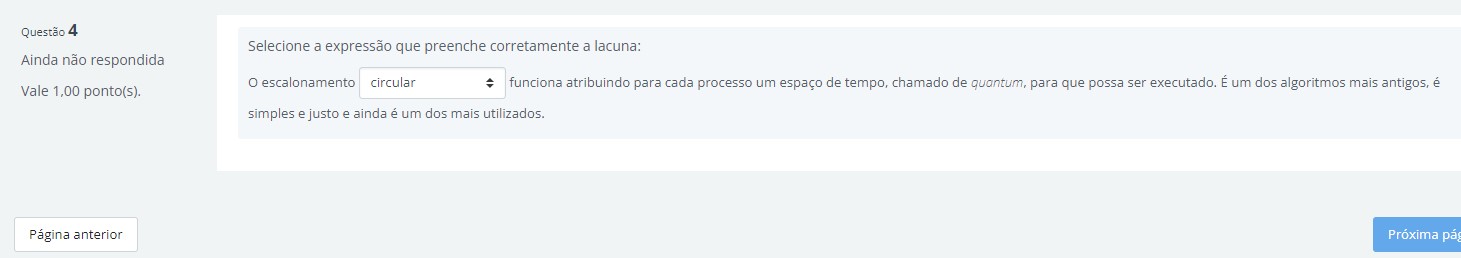 Questão 4
Ainda não respondida
Vale 1,00 ponto(s).
Selecione a expressão que preenche corretamente a lacuna:
O escalonamento circular funciona atribuindo para cada processo um espaço de tempo, chamado de quantum, para que possa ser executado. É um dos algoritmos mais antigos, é
simples e justo e ainda é um dos mais utilizados.
Página anterior
Próxima pág